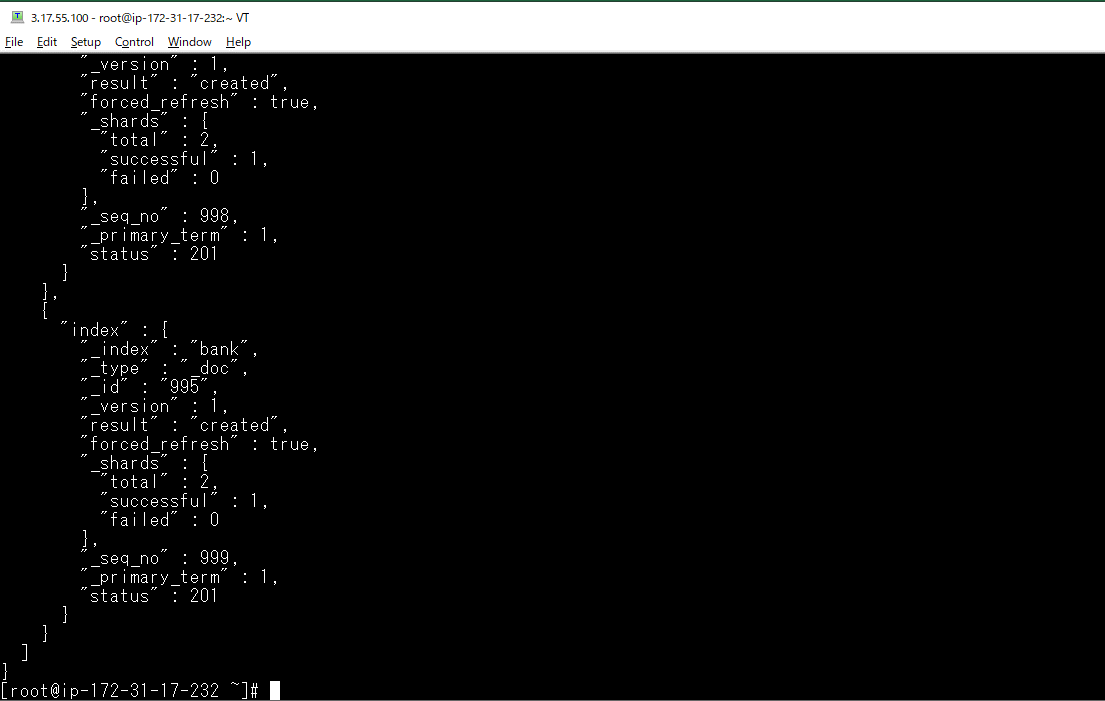 3.17.55.100 - root@ip-172-31-17-232:~ VT
File Edit Setup Control Window Help
"_version" : 1,
"result" : "created",
"forced_refresh" : true,
"_shards" : {
"total" : 2,
"successful" : 1,
"failed" : 0
},
"_seq_no" : 998,
"_primary_term" : 1,
"status" : 201
}
},
{
"index" : {
"_index" : "bank",
"_type" : "_doc",
"_id" : "995",
"_version" : 1,
"result" : "created",
"forced_refresh" : true,
"_shards" : {
"total" : 2,
"successful" : 1,
"failed" : 0
},
"_seq_no" : 999,
"_primary_term" : 1,
"status" : 201
}
}
]
}
[root@ip-172-31-17-232 ~]#